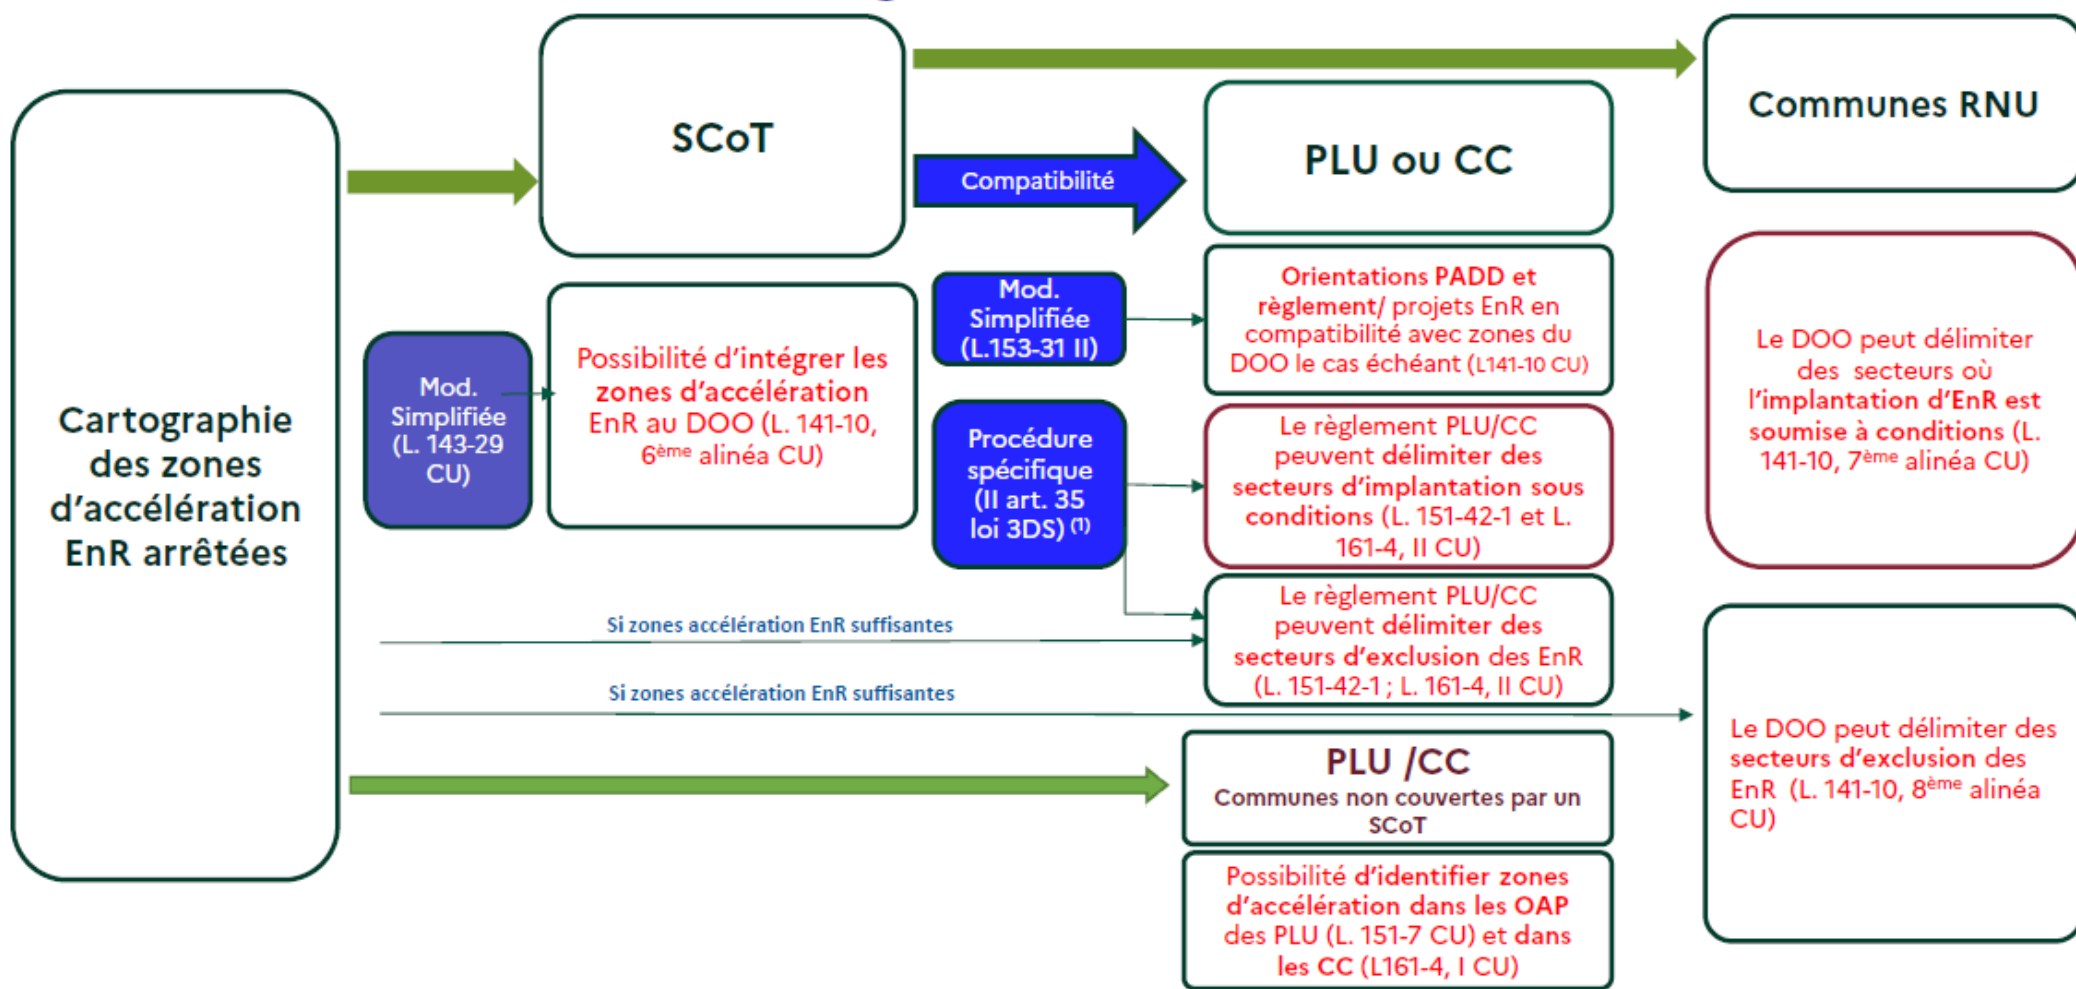 Cartographie
des zones
d’accélération
EnR arrêtées
SCoT
Mod.
Simplifiée
(L. 143-29
CU)
Possibilité d’intégrer les
zones d’accélération
EnR au DOO (L. 141-10,
6ème alinéa CU)
Compatibilité
PLU ou CC
Mod.
Simplifiée
(L.153-31 II)
Orientations PADD et
règlement/ projets EnR en
compatibilité avec zones du
DOO le cas échéant (L141-10 CU)
Procédure
spécifique
(II art. 35
loi 3DS) (1)
Le règlement PLU/CC
peuvent délimiter des
secteurs d’implantation sous
conditions (L. 151-42-1 et L.
161-4, II CU)
Si zones accélération EnR suffisantes
Le règlement PLU/CC
peuvent délimiter des
secteurs d’exclusion des EnR
(L. 151-42-1 ; L. 161-4, II CU)
Si zones accélération EnR suffisantes
PLU /CC
Communes non couvertes par un
SCoT
Possibilité d’identifier zones
d’accélération dans les OAP
des PLU (L. 151-7 CU) et dans
les CC (L161-4, I CU)
Communes RNU
Le DOO peut délimiter
des secteurs où
l’implantation d’EnR est
soumise à conditions (L.
141-10, 7ème alinéa CU)
Le DOO peut délimiter des
secteurs d’exclusion des
EnR (L. 141-10, 8ème alinéa
CU)